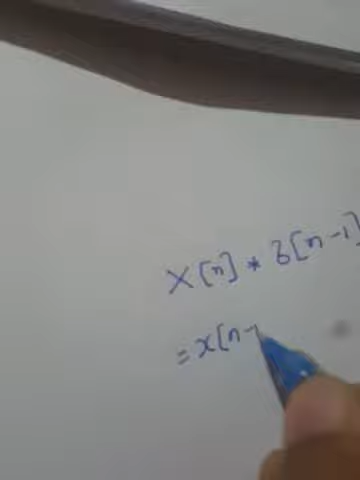 X[n] * δ[n-1]
= x[n-